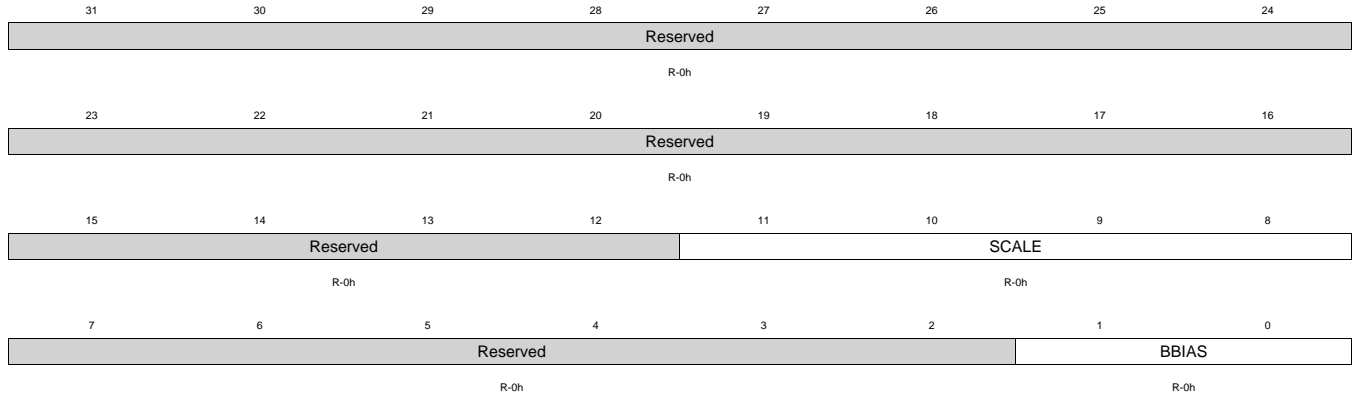 31 30 29 28 27 26 25 24
Reserved
R-0h
23 22 21 20 19 18 17 16
Reserved
R-0h
15 14 13 12 11 10 9 8
Reserved SCALE
R-0h R-0h
7 6 5 4 3 2 1 0
Reserved BBIAS
R-0h R-0h